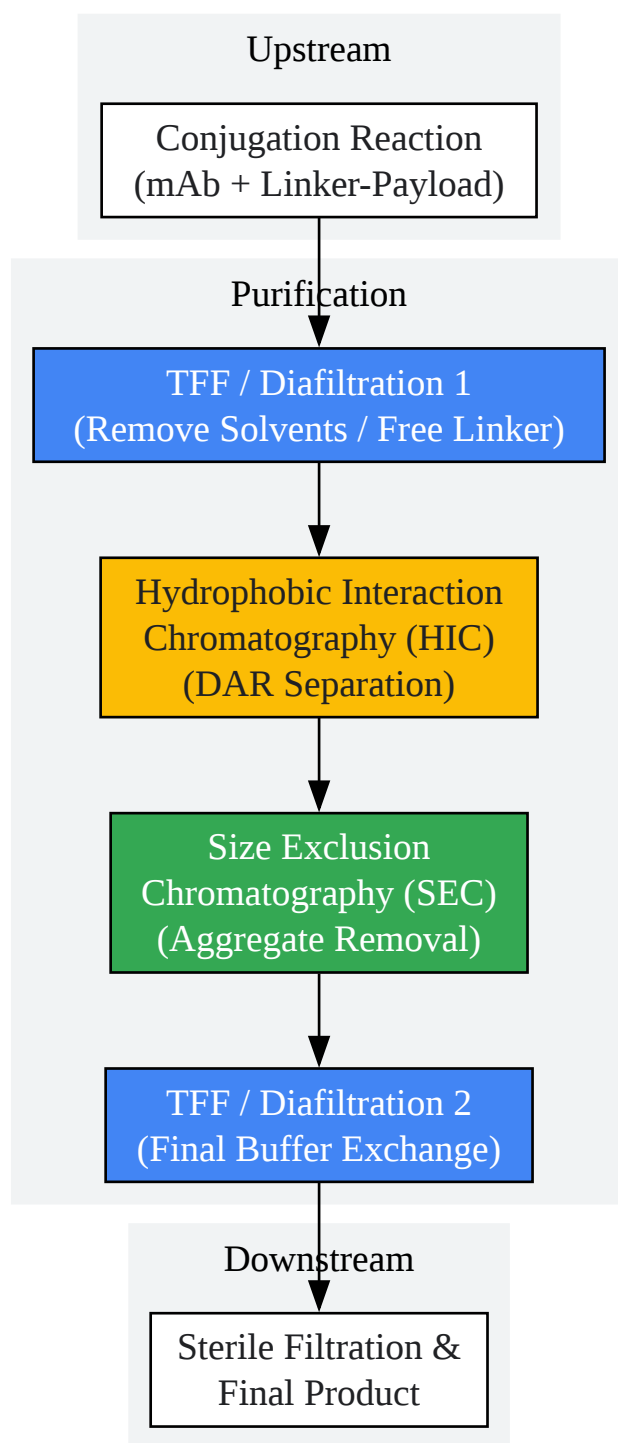 Upstream
Conjugation Reaction
(mAb + Linker-Payload)
Purification
TFF / Diafiltration 1
(Remove Solvents / Free Linker)
Hydrophobic Interaction
Chromatography (HIC)
(DAR Separation)
Size Exclusion
Chromatography (SEC)
(Aggregate Removal)
TFF / Diafiltration 2
(Final Buffer Exchange)
Downstream
Sterile Filtration &
Final Product